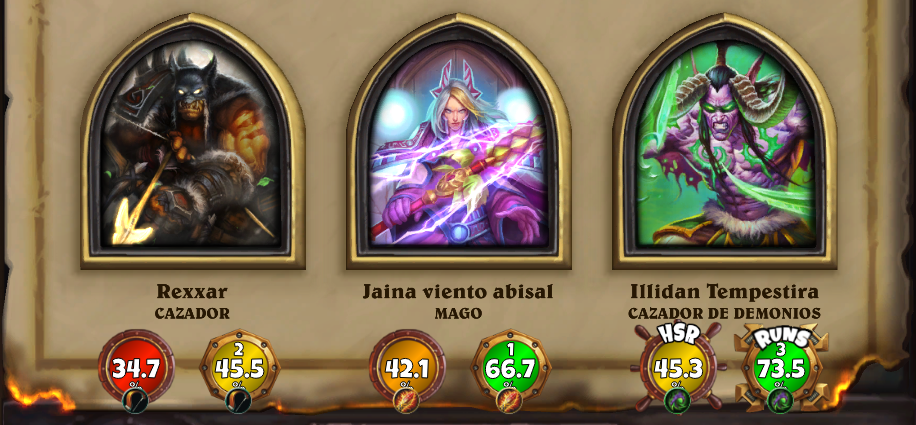 Rexxar
CAZADOR
34.7
%
2
45.5
%
Jaina viento abisal
MAGO
42.1
%
1
66.7
%
Illidan Tempestira
CAZADOR DE DEMONIOS
HSR
45.3
%
RUNS
3
73.5
%